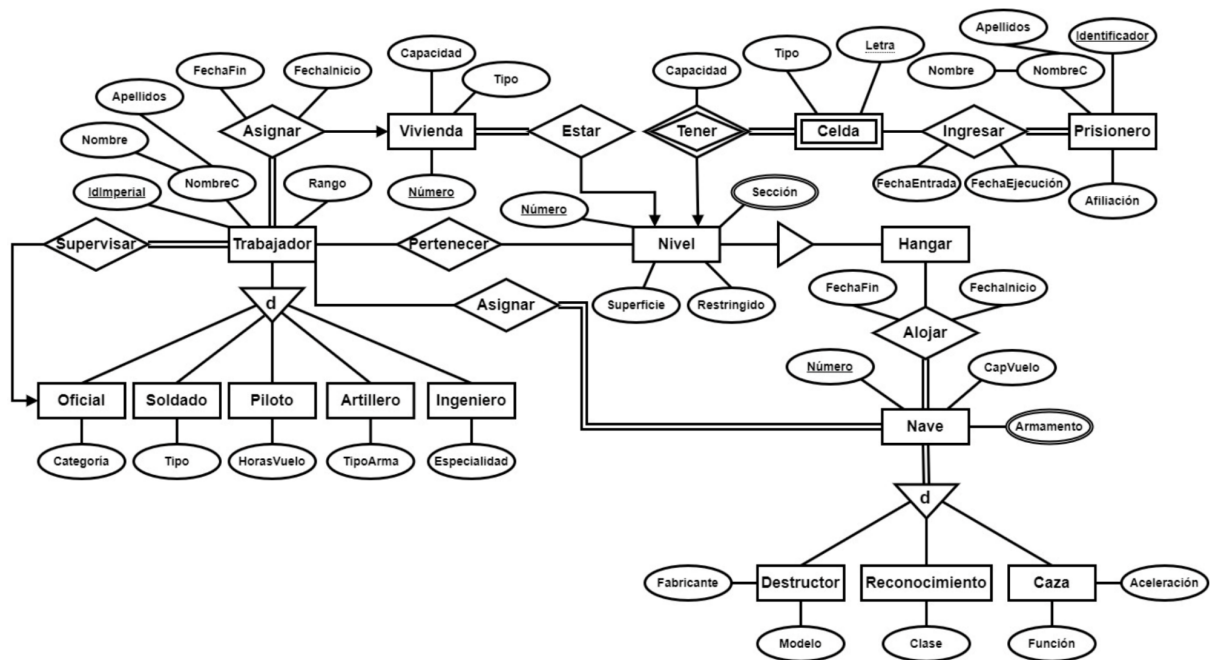 Apellidos
Identificador
Nombre
NombreC
Capacidad
Tipo
FechaFin
FechaInicio
Capacidad
Tipo
Letra
Apellidos
Asignar
Vivienda
Estar
Tener
Celda
Ingresar
Prisionero
Nombre
NombreC
Rango
IdImperial
Número
FechaEntrada
FechaEjecución
Afiliación
Número
Sección
Supervisar
Trabajador
Pertenecer
Nivel
Hangar
FechaFin
FechaInicio
d
Asignar
Superficie
Restringido
Alojar
Número
CapVuelo
Oficial
Soldado
Piloto
Artillero
Ingeniero
Nave
Armamento
Categoría
Tipo
HorasVuelo
TipoArma
Especialidad
d
Fabricante
Destructor
Reconocimiento
Caza
Aceleración
Modelo
Clase
Función